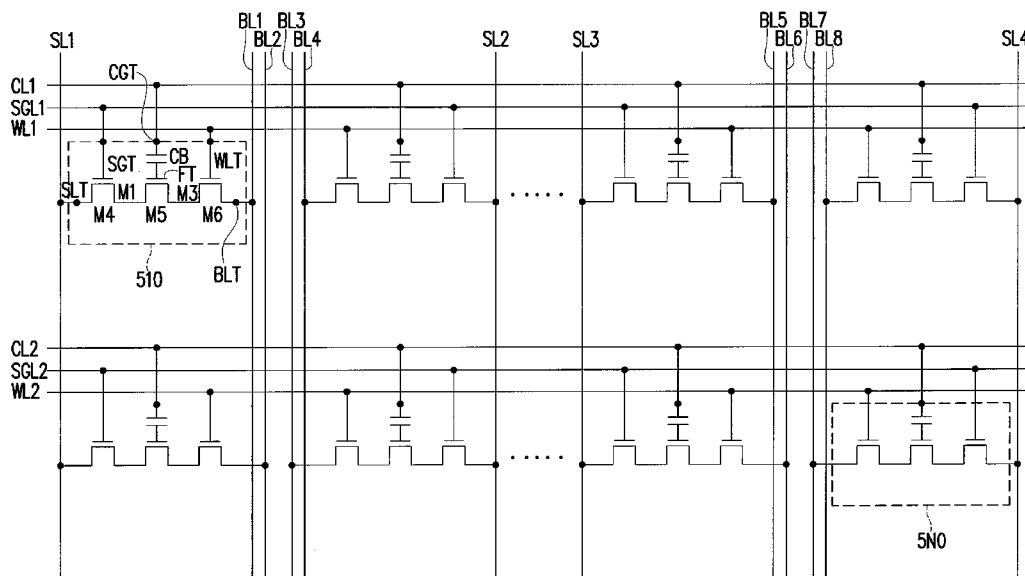 BL1 BL3 BL5 BL7
SL1 BL2 BL4 SL2 SL3 BL6 BL8 SL4
CGT
CL1
SGL1
WL1
SGT CB WLT
FT
SLT M1 M3
M4 M5 M6
510 BLT
CL2
SGL2
WL2
5N0